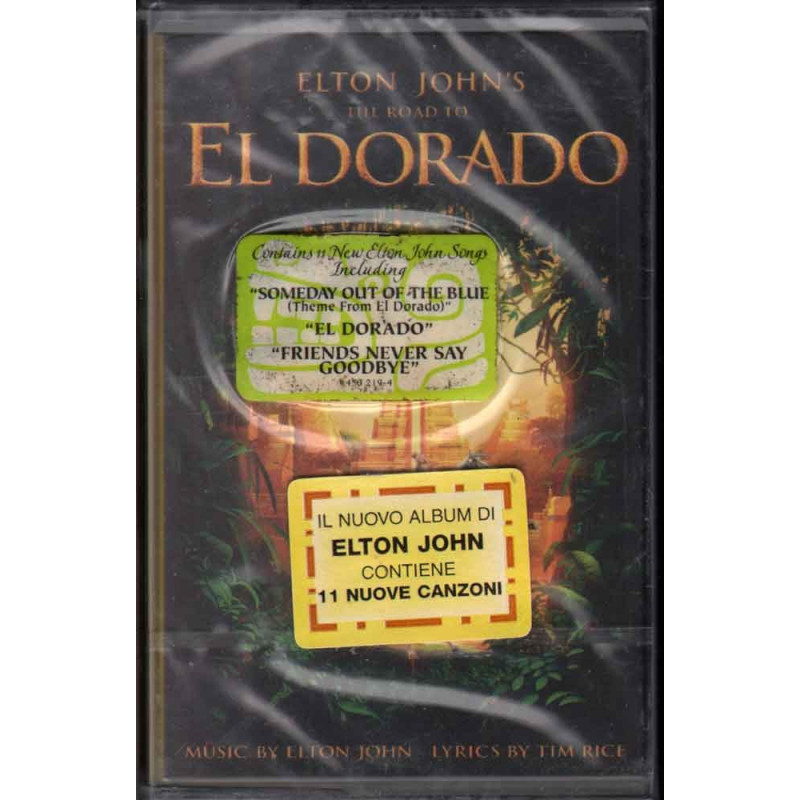 ELTON JOHN'S
THE ROAD TO
EL DORADO
Contains 11 New Elton John Songs
Including
"SOMEDAY OUT OF THE BLUE
(Theme From El Dorado)"
"EL DORADO"
"FRIENDS NEVER SAY
GOODBYE"
IL NUOVO ALBUM DI
ELTON JOHN
CONTIENE
11 NUOVE CANZONI
MUSIC BY ELTON JOHN LYRICS BY TIM RICE